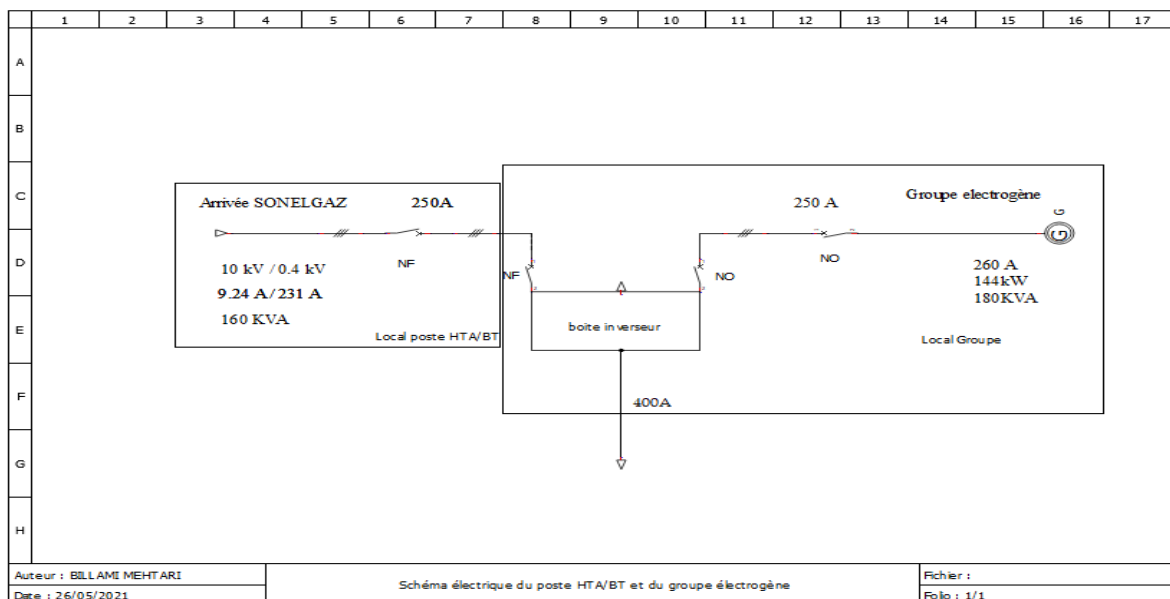 1 2 3 4 5 6 7 8 9 10 11 12 13 14 15 16 17
A
B
C
D
E
F
G
H
Arrivée SONELGAZ 250A
NF
10 kV / 0.4 kV
9.24 A/231 A
160 KVA
Local poste HTA/BT
NF
boite inverseur
NO
250 A
NO
Groupe electrogène
G
G
260 A
144kW
180KVA
Local Groupe
400A
Auteur : BILLAMI MEHTARI
Date : 26/05/2021
Schéma électrique du poste HTA/BT et du groupe électrogène
Fichier :
Folio : 1/1